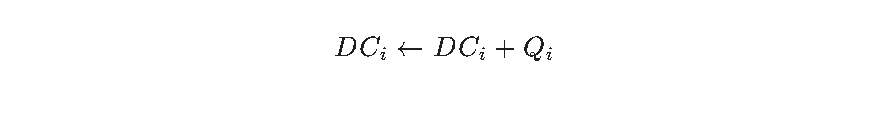 DC_i ← DC_i + Q_i